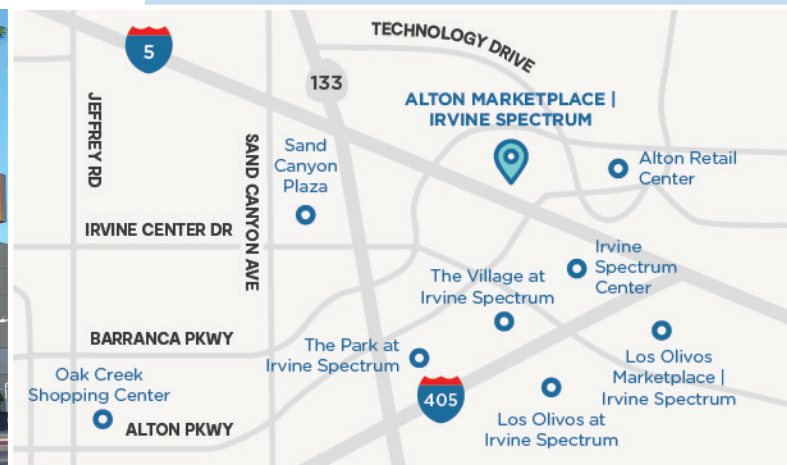 TECHNOLOGY DRIVE
5
133
JEFFREY RD
ALTON MARKETPLACE |
IRVINE SPECTRUM
SAND CANYON AVE
Sand
Canyon
Plaza
Alton Retail
Center
IRVINE CENTER DR
Irvine
Spectrum
Center
The Village at
Irvine Spectrum
BARRANCA PKWY
The Park at
Irvine Spectrum
Los Olivos
Marketplace |
Irvine Spectrum
Oak Creek
Shopping Center
405
Los Olivos at
Irvine Spectrum
ALTON PKWY